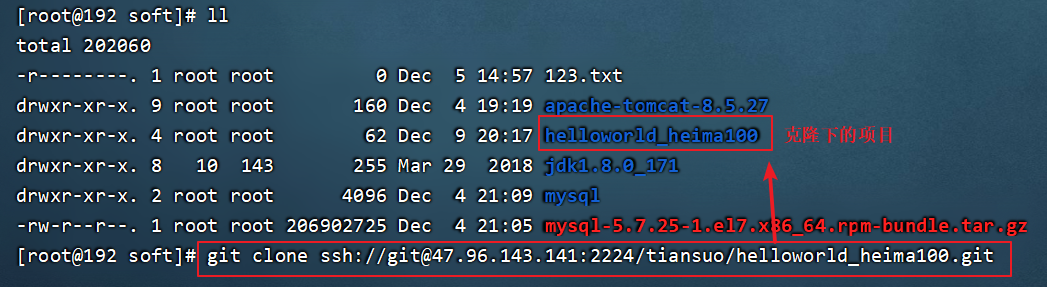 [root@192 soft]# ll
total 202060
-r--------. 1 root root 0 Dec 5 14:57 123.txt
drwxr-xr-x. 9 root root 160 Dec 4 19:19 apache-tomcat-8.5.27
drwxr-xr-x. 4 root root 62 Dec 9 20:17 helloworld_heima100 克隆下的项目
drwxr-xr-x. 8 10 143 255 Mar 29 2018 jdk1.8.0_171
drwxr-xr-x. 2 root root 4096 Dec 4 21:09 mysql
-rw-r--r--. 1 root root 206902725 Dec 4 21:05 mysql-5.7.25-1.el7.x86_64.rpm-bundle.tar.gz
[root@192 soft]# git clone ssh://git@47.96.143.141:2224/tiansuo/helloworld_heima100.git